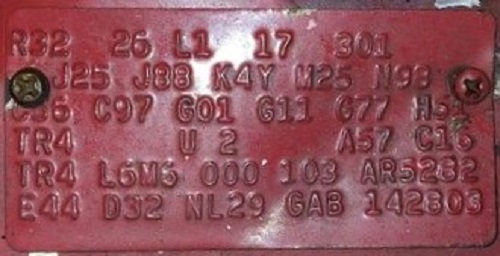 R32 26 L1 17 301
J25 J88 K4Y M25 N93
C97 G01 G11 G77
TR4 U 2 A57 C16
TR4 L6M6 000 103 AR5282
E44 D32 NL29 GAB 142803